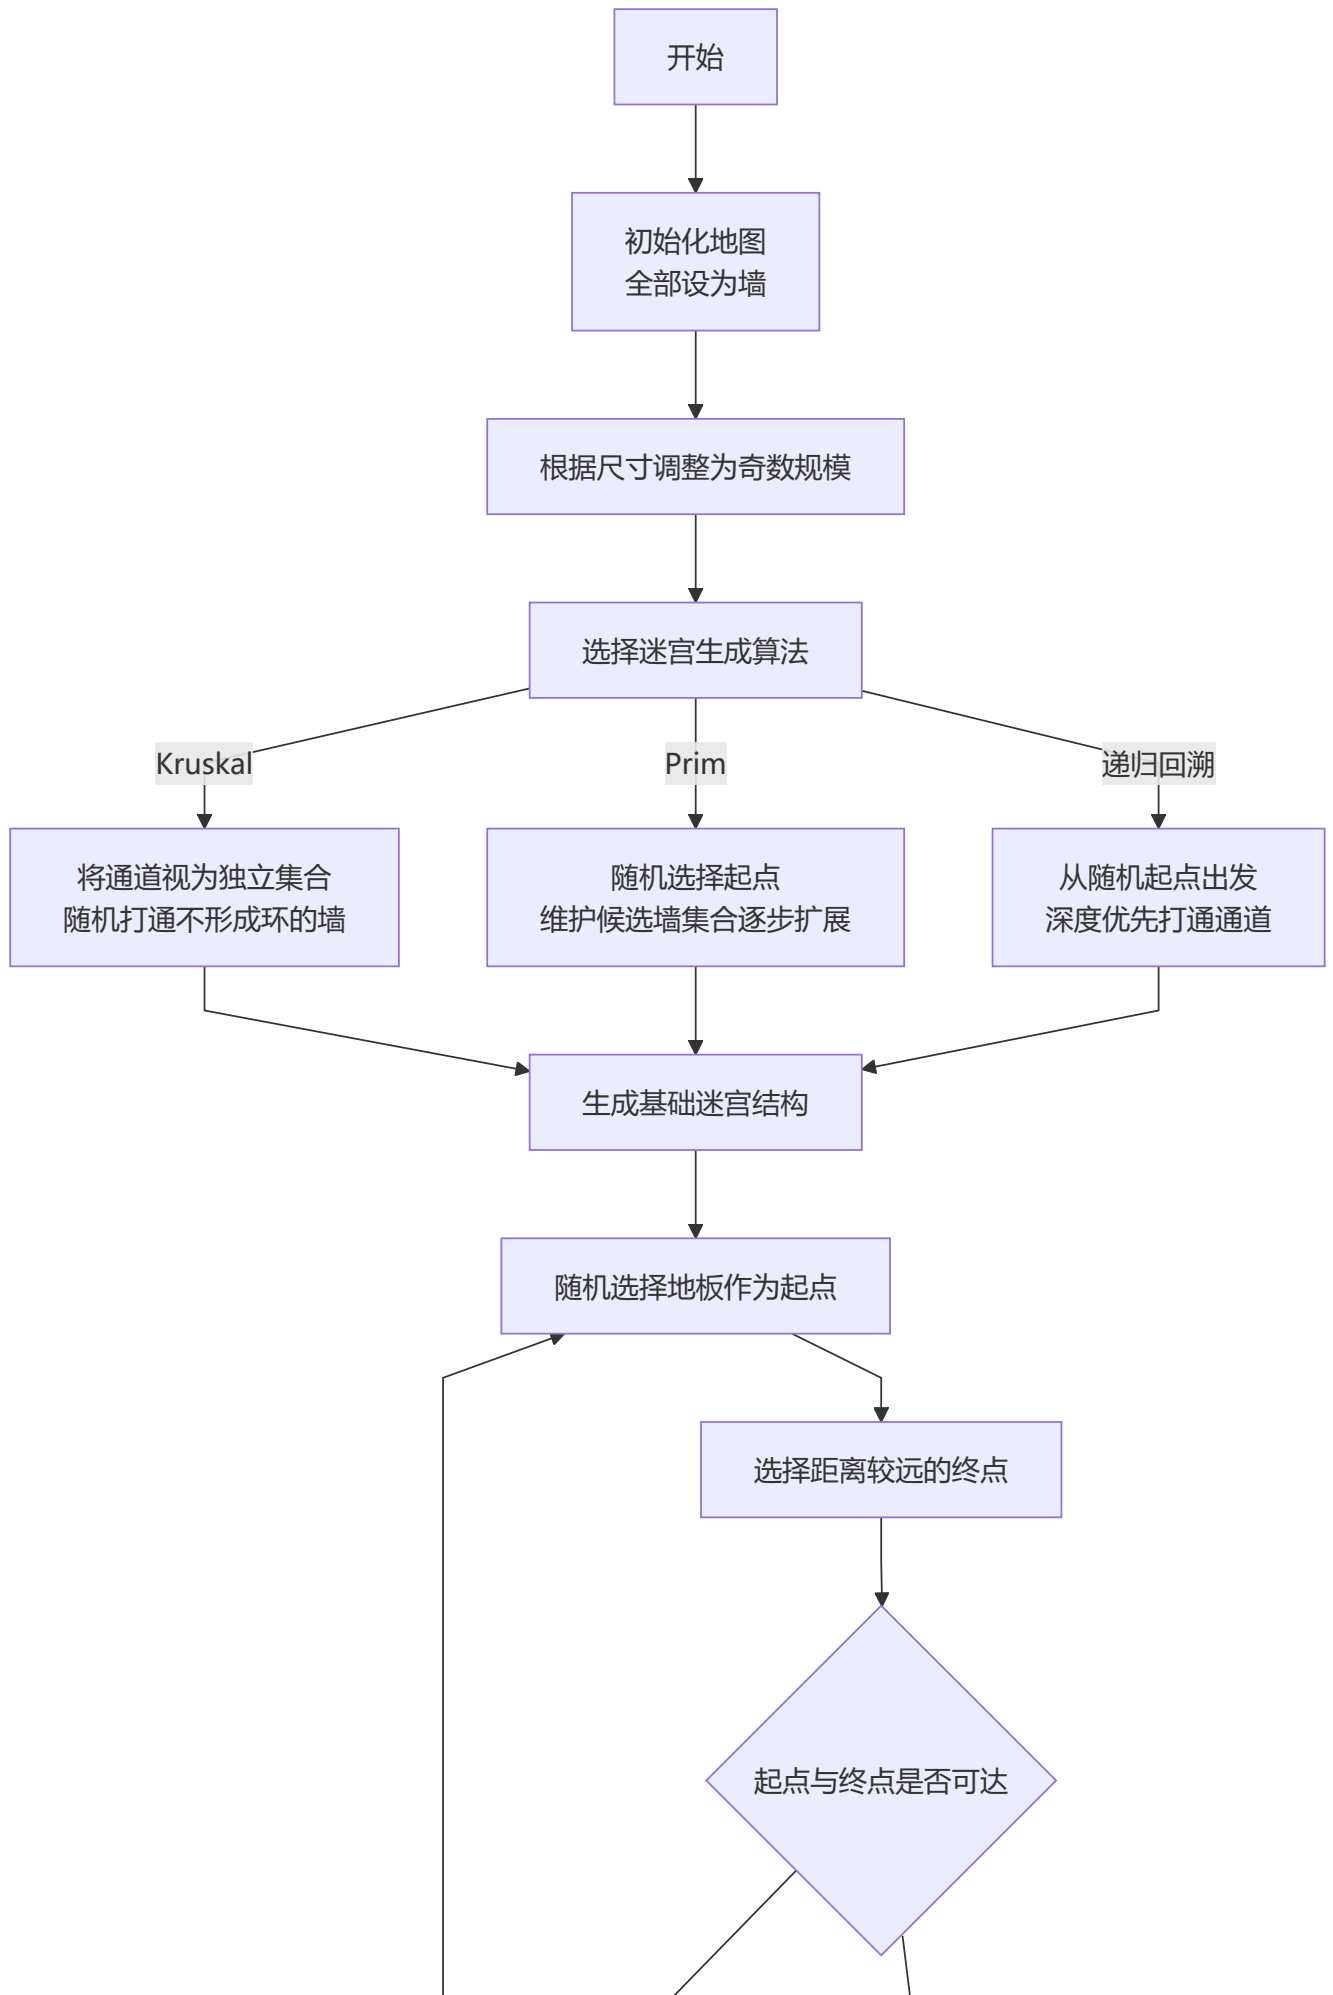 开始
初始化地图
全部设为墙
根据尺寸调整为奇数规模
选择迷宫生成算法
Kruskal
Prim
递归回溯
将通道视为独立集合
随机打通不形成环的墙
随机选择起点
维护候选墙集合逐步扩展
从随机起点出发
深度优先打通通道
生成基础迷宫结构
随机选择地板作为起点
选择距离较远的终点
起点与终点是否可达